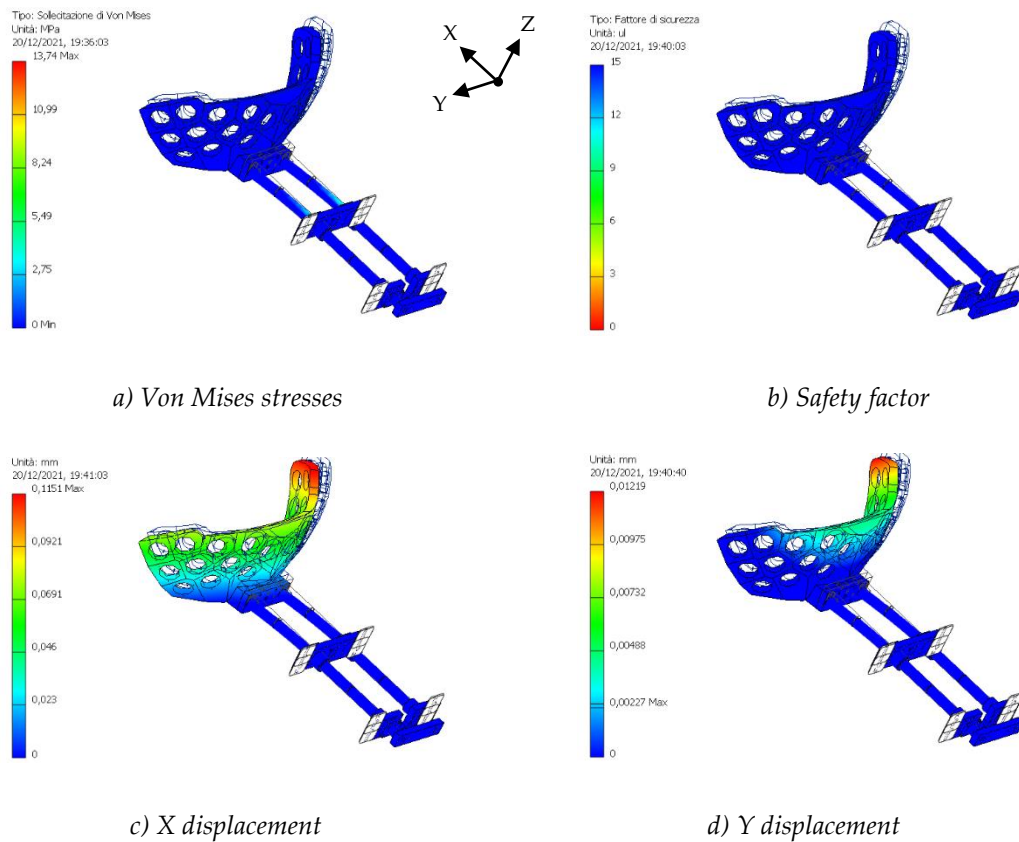 Tipo: Sollecitazione di Von Mises
Unità: MPa
20/12/2021, 19:36:03
13,74 Max
10,99
8,24
5,49
2,75
0 Min
X
Z
Y
Tipo: Fattore di sicurezza
Unità: ul
20/12/2021, 19:40:03
15
12
9
6
3
0
a) Von Mises stresses
b) Safety factor
Unità: mm
20/12/2021, 19:41:03
0,1151 Max
0,0921
0,0691
0,046
0,023
0
Unità: mm
20/12/2021, 19:40:40
0,01219
0,00975
0,00732
0,00488
0,00227 Max
0
c) X displacement
d) Y displacement